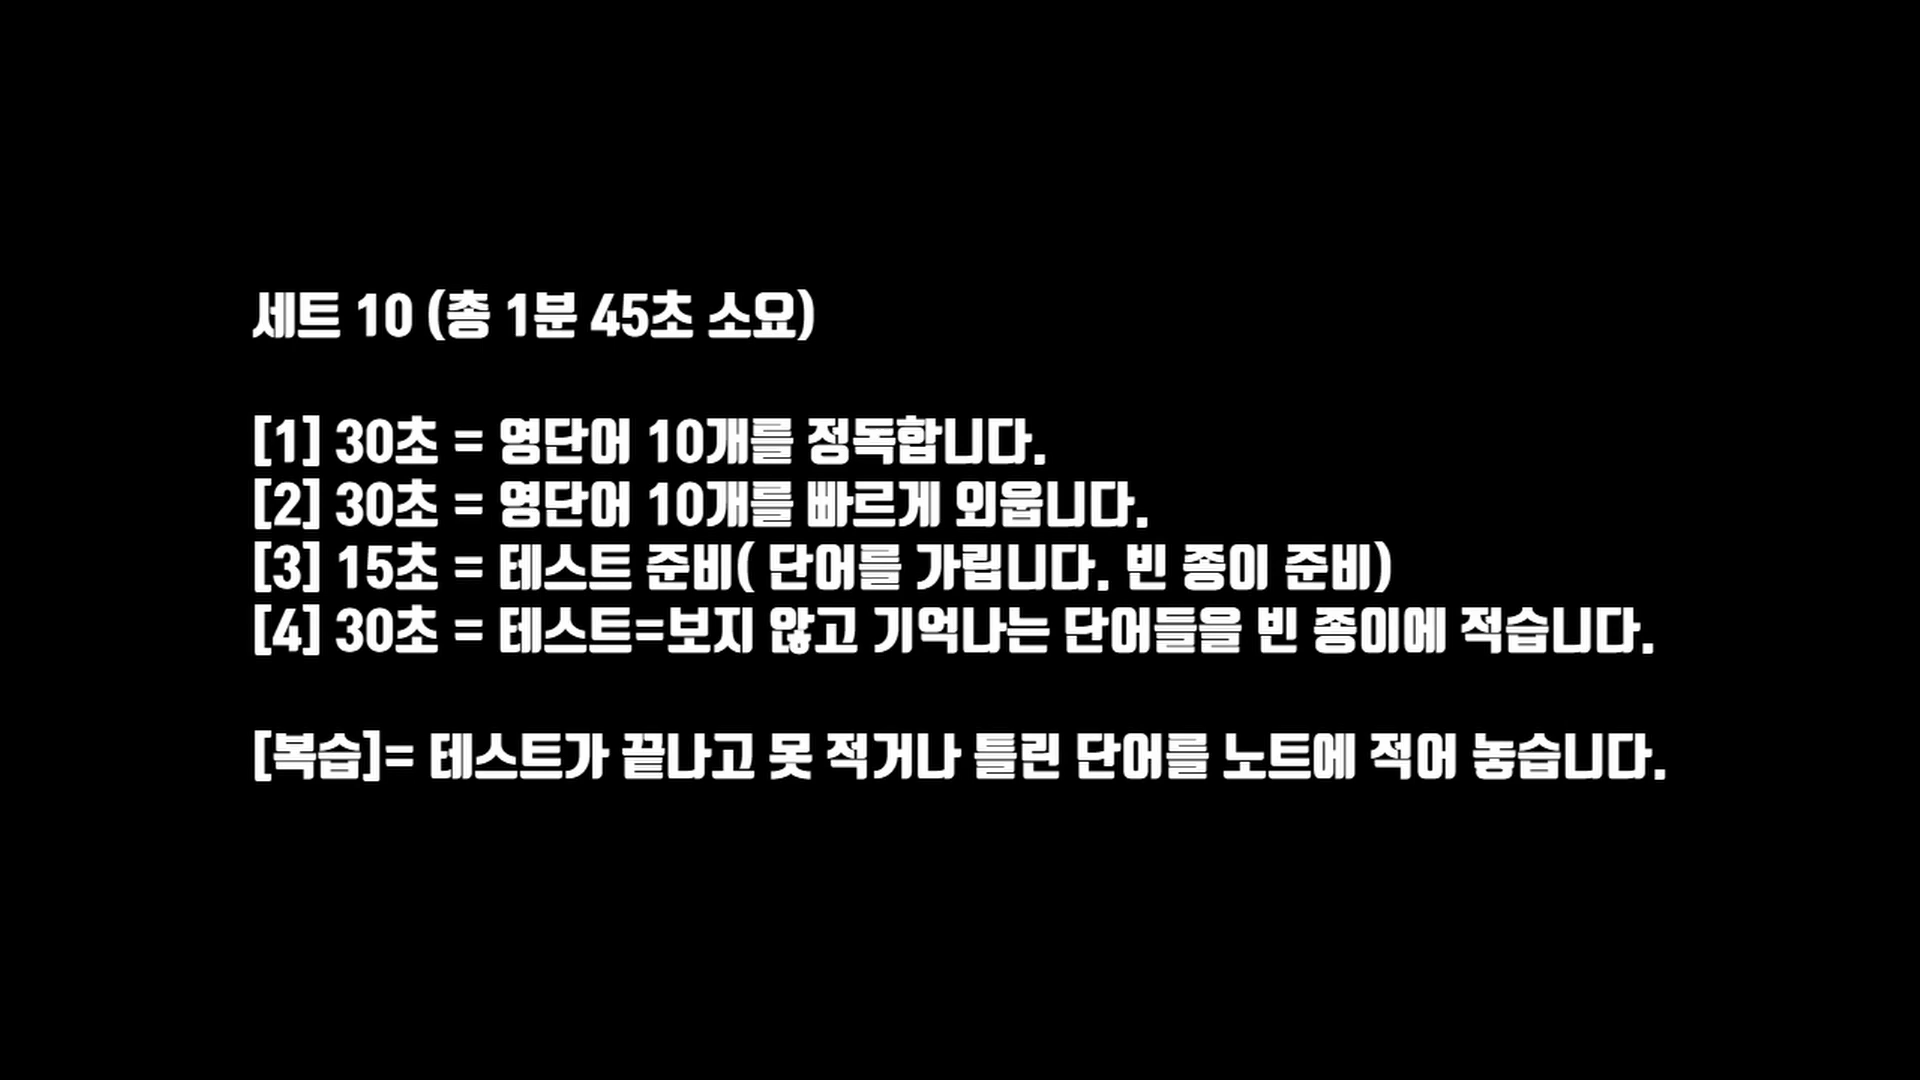 세트 10 (총 1분 45초 소요)
[1] 30초 = 영단어 10개를 정독합니다.
[2] 30초 = 영단어 10개를 빠르게 외웁니다.
[3] 15초 = 테스트 준비( 단어를 가립니다. 빈 종이 준비)
[4] 30초 = 테스트=보지 않고 기억나는 단어들을 빈 종이에 적습니다.
[복습]= 테스트가 끝나고 못 적거나 틀린 단어를 노트에 적어 놓습니다.